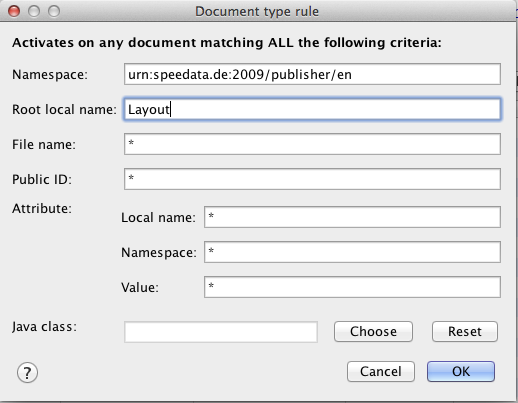 Document type rule
Activates on any document matching ALL the following criteria:
Namespace: urn:speedata.de:2009/publisher/en
Root local name: Layout
File name: *
Public ID: *
Attribute:
Local name: *
Namespace: *
Value: *
Java class: Choose Reset
? Cancel OK